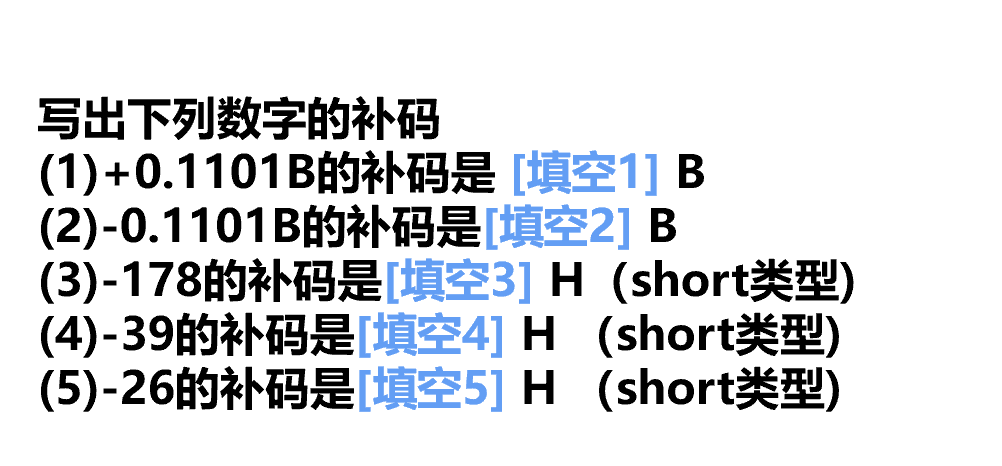 写出下列数字的补码
(1)+0.1101B的补码是 [填空1] B
(2)-0.1101B的补码是[填空2] B
(3)-178的补码是[填空3] H（short类型)
(4)-39的补码是[填空4] H （short类型)
(5)-26的补码是[填空5] H （short类型)